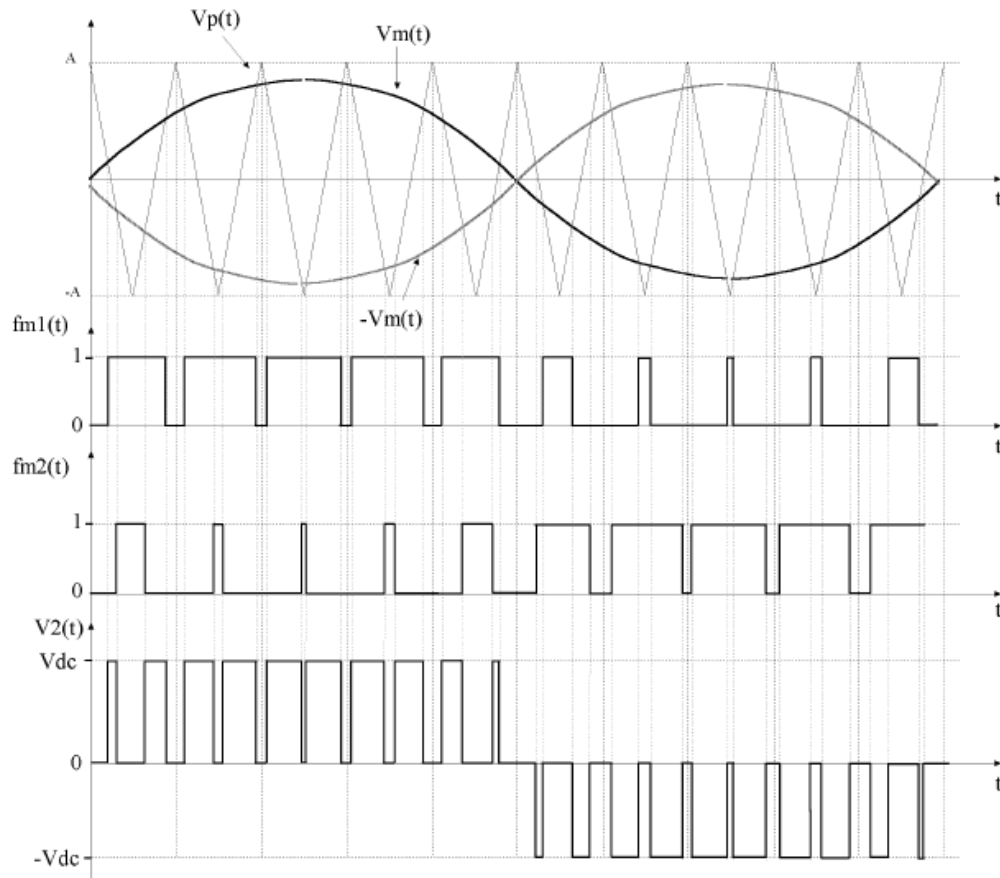 Vp(t)
Vm(t)
A
t
-A
-Vm(t)
fm1(t)
1
0
t
fm2(t)
1
0
t
V2(t)
Vdc
0
t
-Vdc